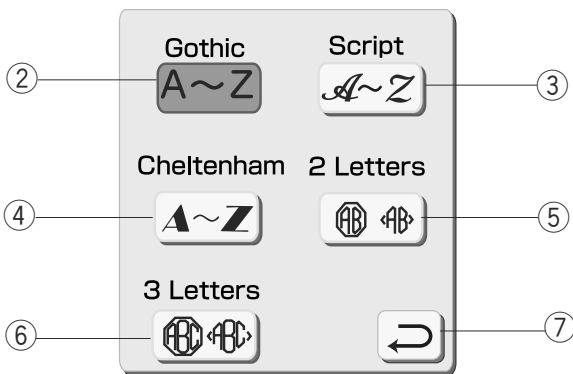 Gothic Script
② A~Z A~Z ③
Cheltenham 2 Letters
④ A~Z AB AB ⑤
3 Letters
⑥ ABC ABC ⑦